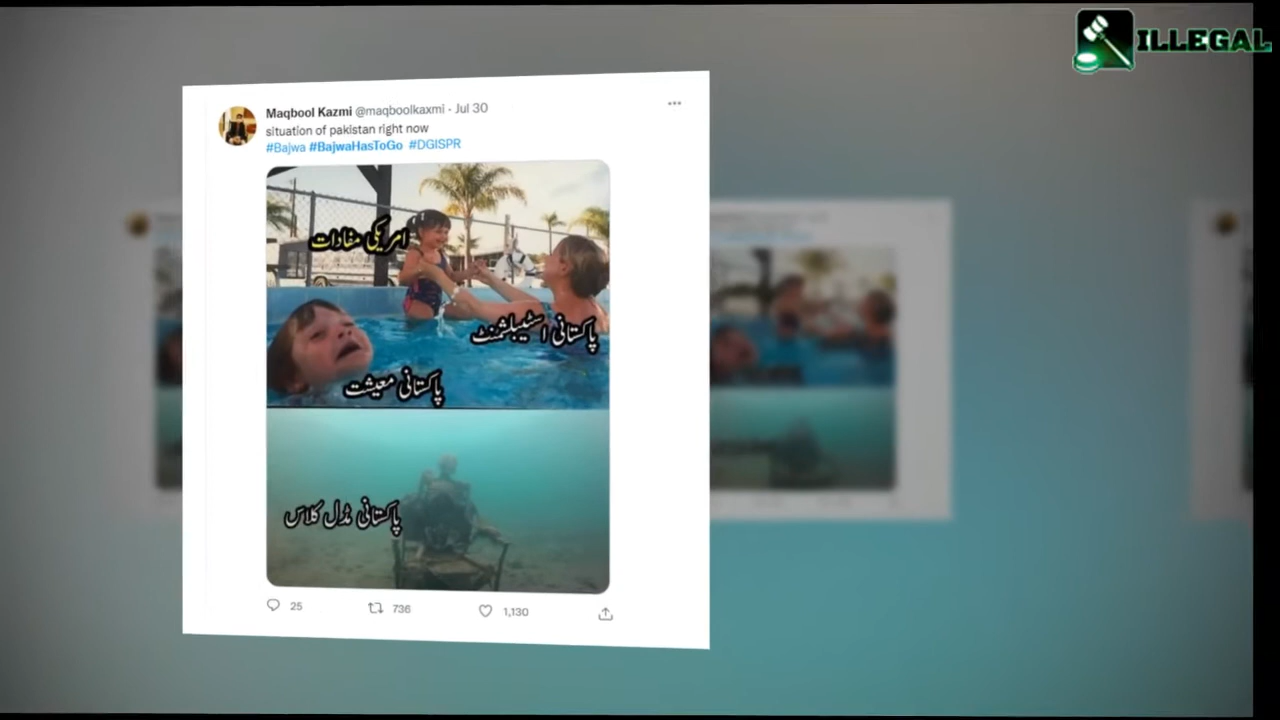 ILLEGAL
Maqbool Kazmi @maqboolkaxmi · Jul 30
situation of pakistan right now
#Bajwa #BajwaHasToGo #DGISPR
امریکی مفادات
پاکستانی اسٹیبلشمنٹ
پاکستانی معیشت
پاکستانی مڈل کلاس
25 736 1,130